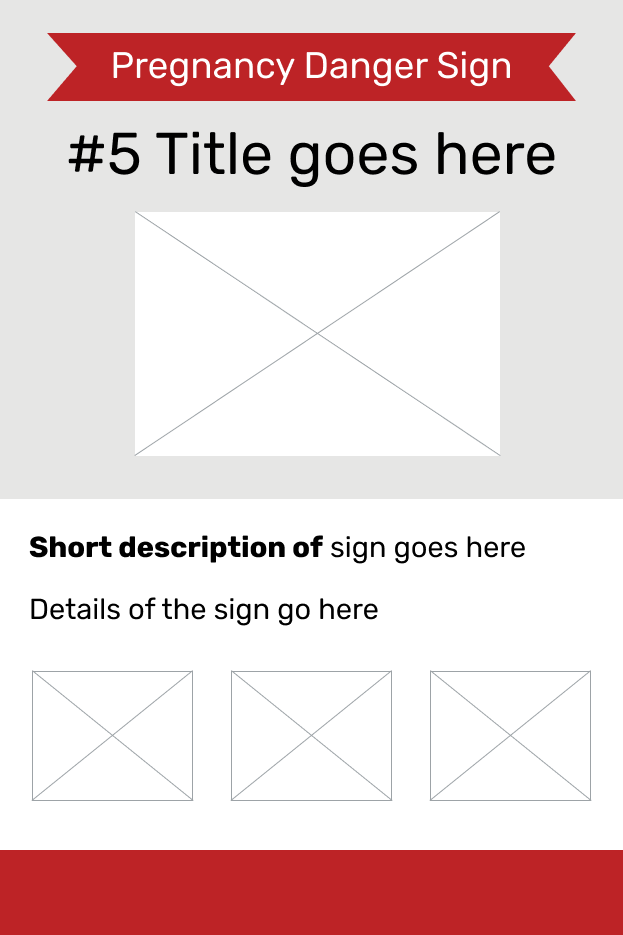 Pregnancy Danger Sign
#5 Title goes here
Short description of sign goes here
Details of the sign go here